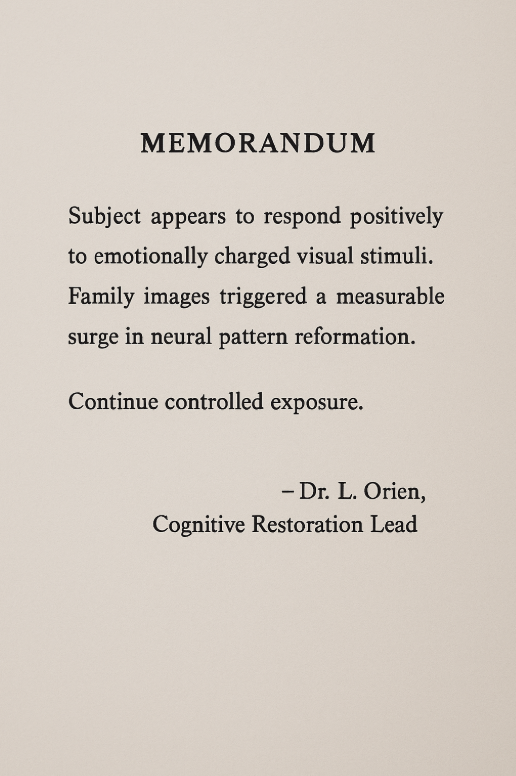 MEMORANDUM
Subject appears to respond positively
to emotionally charged visual stimuli.
Family images triggered a measurable
surge in neural pattern reformation.
Continue controlled exposure.
– Dr. L. Orien,
Cognitive Restoration Lead